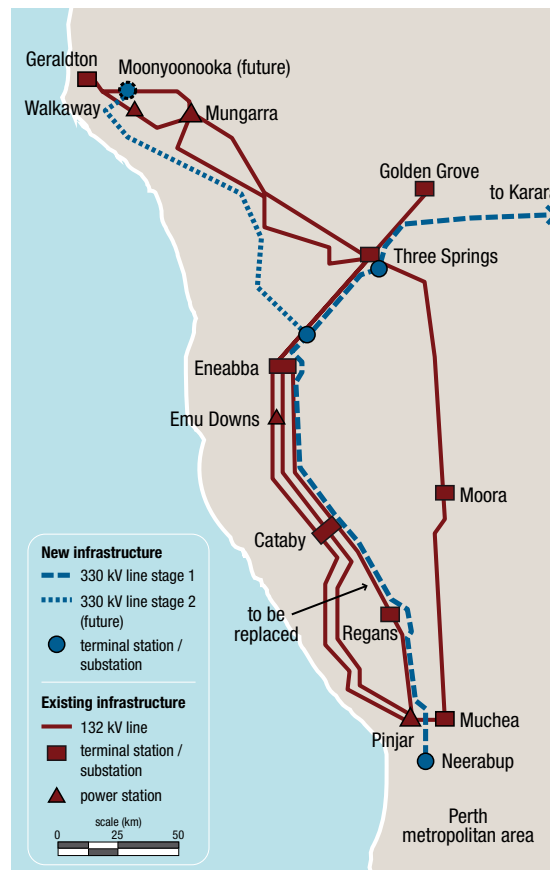 Geraldton
Moonyoonooka (future)
Walkaway
Mungarra
Golden Grove
to Karara
Three Springs
Eneabba
Emu Downs
Moora
Cataby
to be
replaced
Regans
Muchea
Pinjar
Neerabup
Perth
metropolitan area
New infrastructure
330 kV line stage 1
330 kV line stage 2
(future)
terminal station /
substation
Existing infrastructure
132 kV line
terminal station /
substation
power station
scale (km)
0 25 50